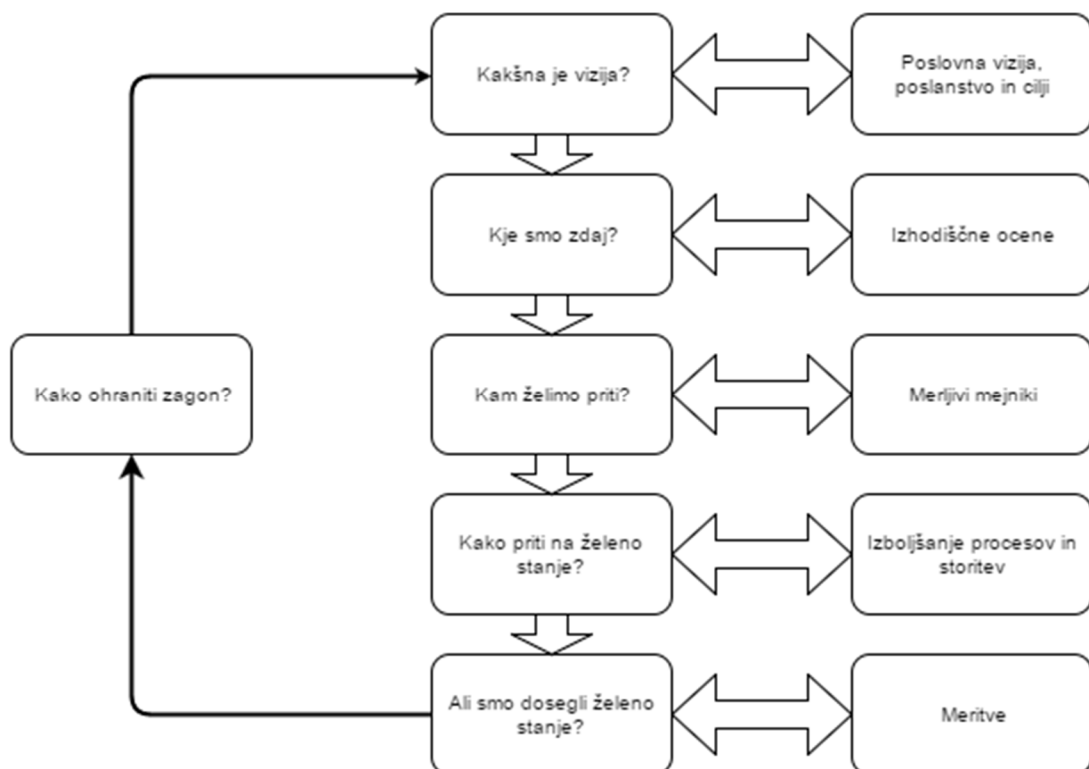 Kakšna je vizija?
Poslovna vizija,
poslanstvo in cilji
Kje smo zdaj?
Izhodiščne ocene
Kako ohraniti zagon?
Kam želimo priti?
Merljivi mejniki
Kako priti na želeno
stanje?
Izboljšanje procesov in
storitev
Ali smo dosegli želeno
stanje?
Meritve